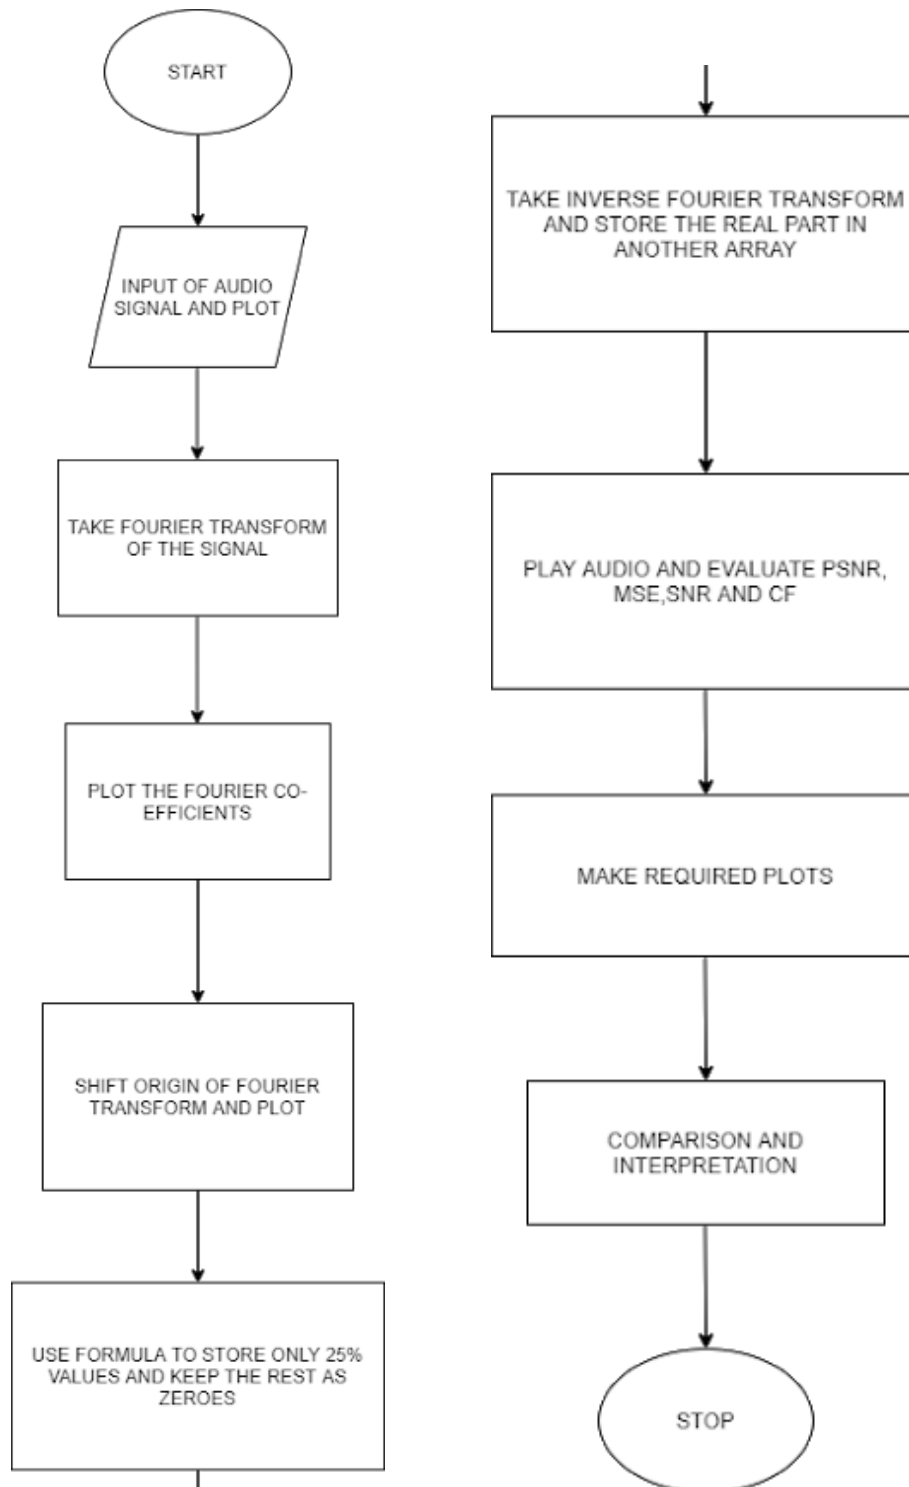 START
INPUT OF AUDIO
SIGNAL AND PLOT
TAKE FOURIER TRANSFORM
OF THE SIGNAL
PLOT THE FOURIER CO-
EFFICIENTS
SHIFT ORIGIN OF FOURIER
TRANSFORM AND PLOT
USE FORMULA TO STORE ONLY 25%
VALUES AND KEEP THE REST AS
ZEROES
TAKE INVERSE FOURIER TRANSFORM
AND STORE THE REAL PART IN
ANOTHER ARRAY
PLAY AUDIO AND EVALUATE PSNR,
MSE,SNR AND CF
MAKE REQUIRED PLOTS
COMPARISON AND
INTERPRETATION
STOP